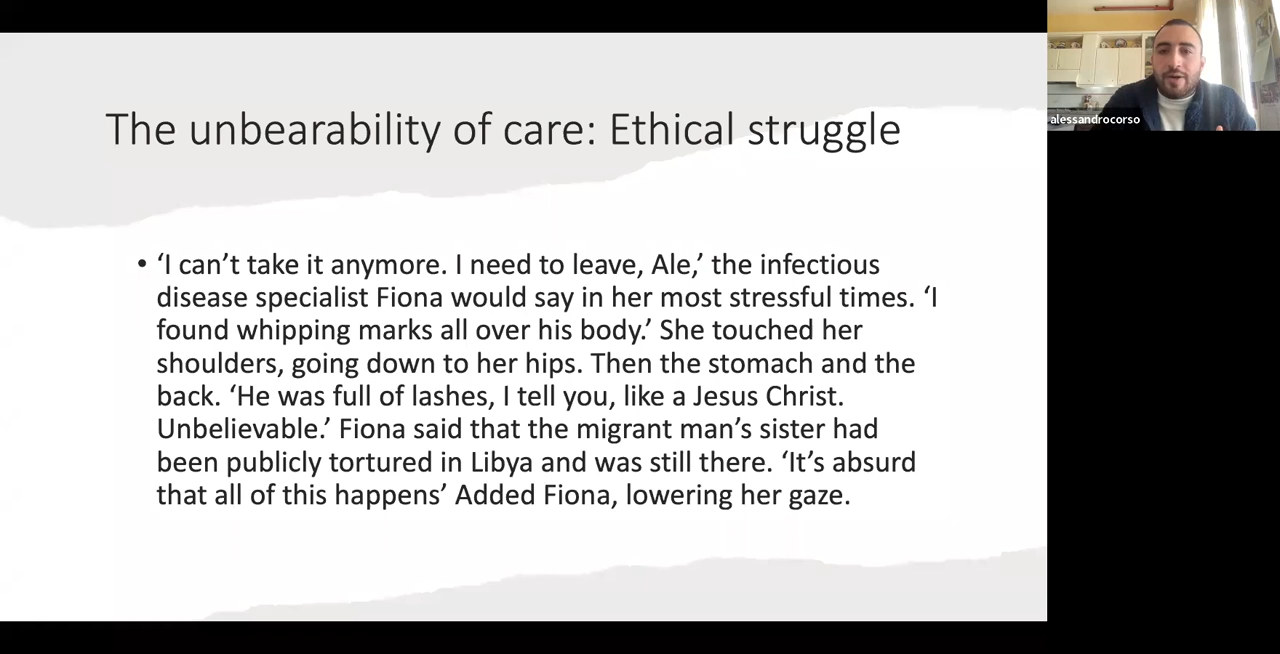 The unbearability of care: Ethical struggle
• ‘I can’t take it anymore. I need to leave, Ale,’ the infectious
disease specialist Fiona would say in her most stressful times. ‘I
found whipping marks all over his body.’ She touched her
shoulders, going down to her hips. Then the stomach and the
back. ‘He was full of lashes, I tell you, like a Jesus Christ.
Unbelievable.’ Fiona said that the migrant man’s sister had
been publicly tortured in Libya and was still there. ‘It’s absurd
that all of this happens’ Added Fiona, lowering her gaze.
alessandrocorso